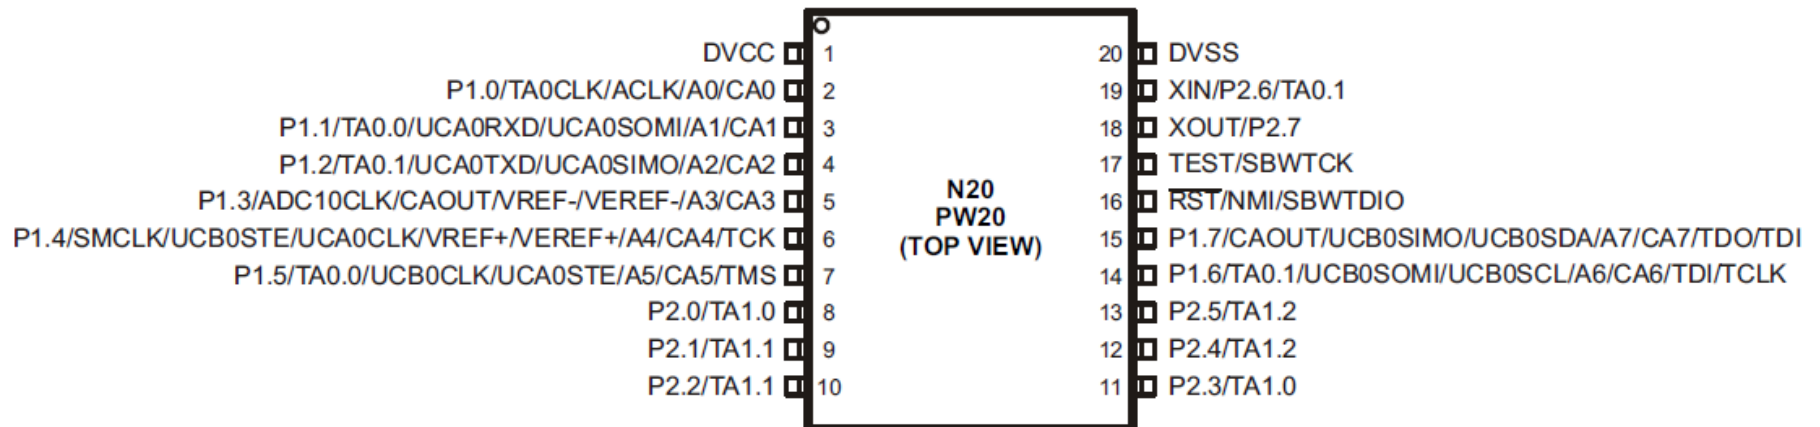 DVCC 1 20 DVSS
P1.0/TA0CLK/ACLK/A0/CA0 2 19 XIN/P2.6/TA0.1
P1.1/TA0.0/UCA0RXD/UCA0SOMI/A1/CA1 3 18 XOUT/P2.7
P1.2/TA0.1/UCA0TXD/UCA0SIMO/A2/CA2 4 17 TEST/SBWTCK
P1.3/ADC10CLK/CAOUT/VREF-/VEREF-/A3/CA3 5 N20 16 RST/NMI/SBWTDIO
PW20
P1.4/SMCLK/UCB0STE/UCA0CLK/VREF+/VEREF+/A4/CA4/TCK 6 (TOP VIEW) 15 P1.7/CAOUT/UCB0SIMO/UCB0SDA/A7/CA7/TDO/TDI
P1.5/TA0.0/UCB0CLK/UCA0STE/A5/CA5/TMS 7 14 P1.6/TA0.1/UCB0SOMI/UCB0SCL/A6/CA6/TDI/TCLK
P2.0/TA1.0 8 13 P2.5/TA1.2
P2.1/TA1.1 9 12 P2.4/TA1.2
P2.2/TA1.1 10 11 P2.3/TA1.0